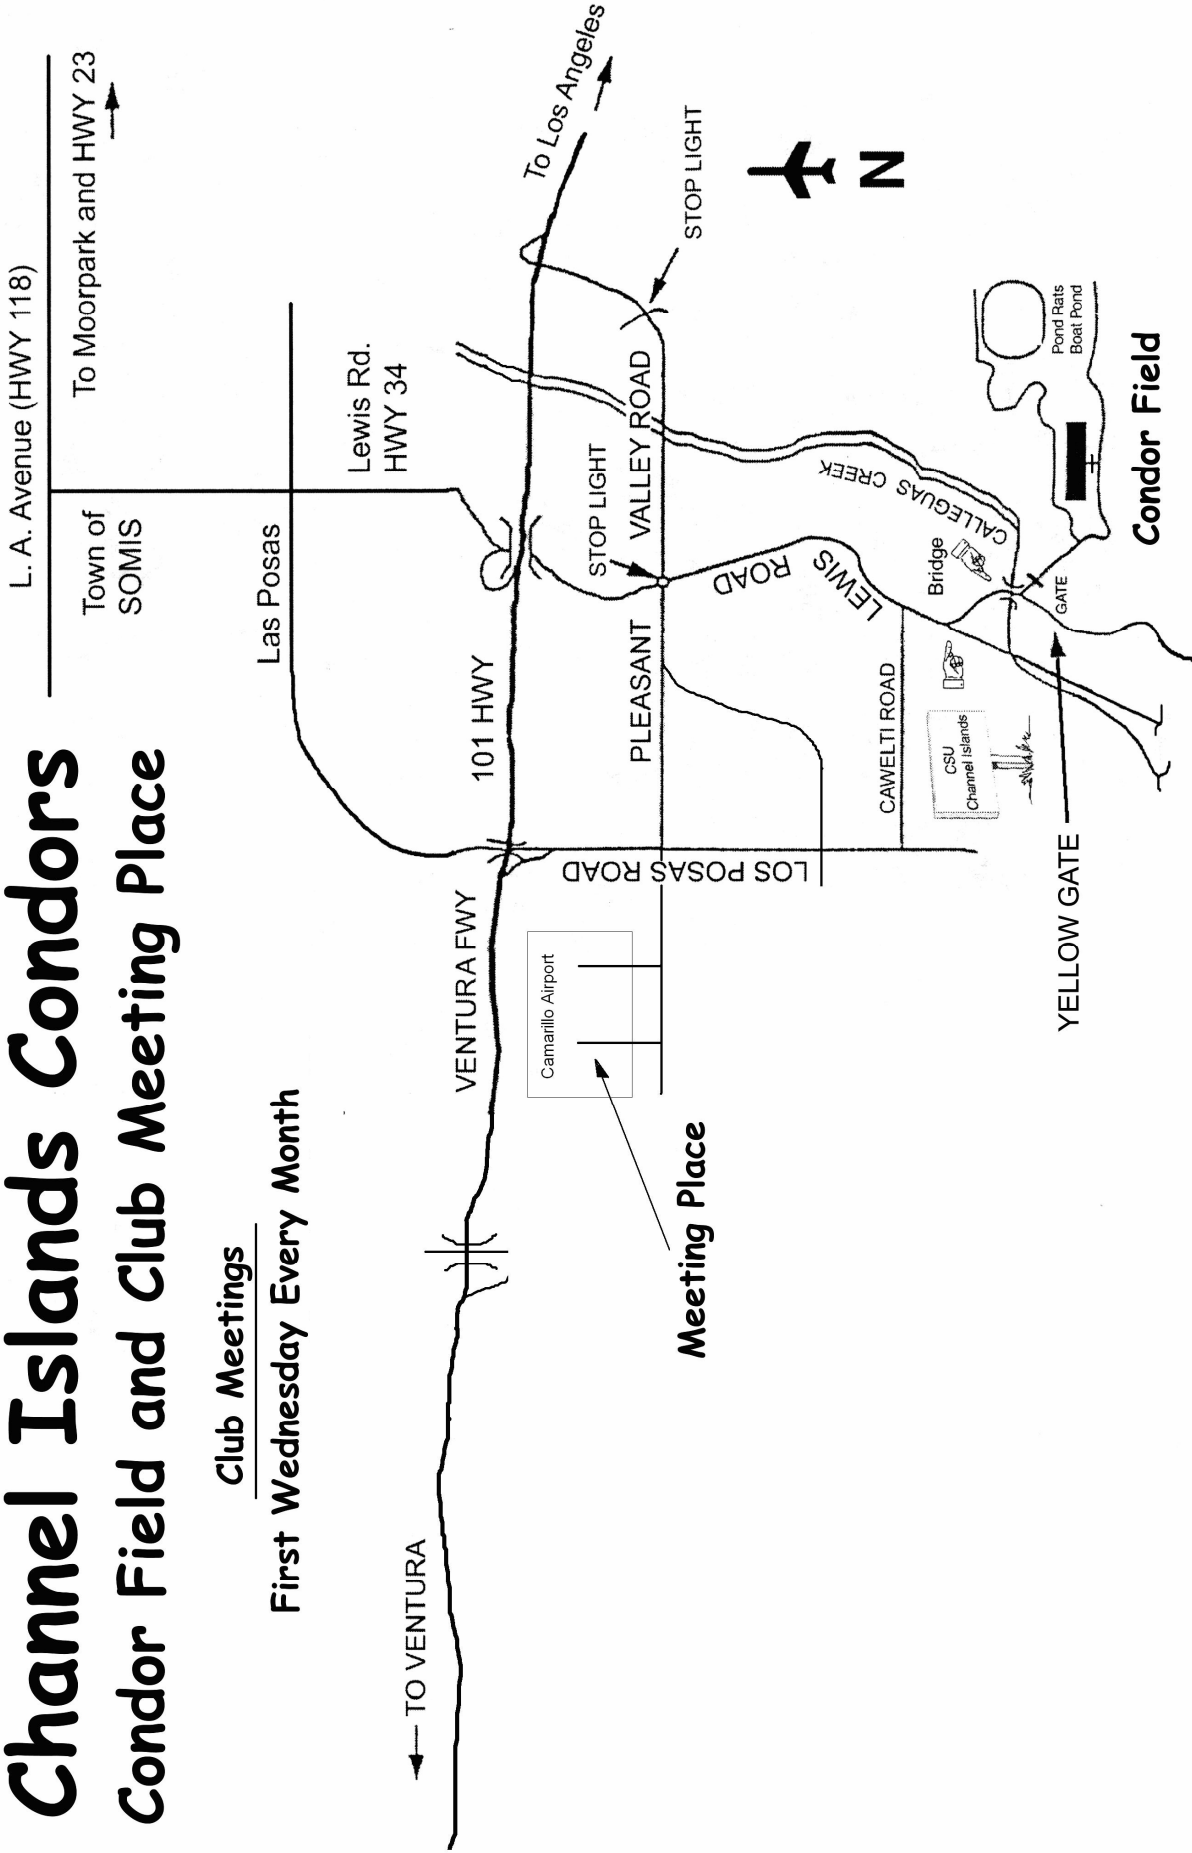 Channel Islands Condors
Condor Field and Club Meeting Place
L. A. Avenue (HWY 118)
To Moorpark and HWY 23
Town of
SOMIS
Club Meetings
First Wednesday Every Month
Las Posas
Lewis Rd.
HWY 34
To Los Angeles
TO VENTURA
VENTURA FWY
101 HWY
Camarillo Airport
STOP LIGHT
STOP LIGHT
PLEASANT
VALLEY ROAD
Meeting Place
LOS POSAS ROAD
LEWIS
ROAD
CALLEGUAS CREEK
N
CAWELTI ROAD
CSU
Channel Islands
Bridge
GATE
YELLOW GATE
Pond Rats
Boat Pond
Condor Field